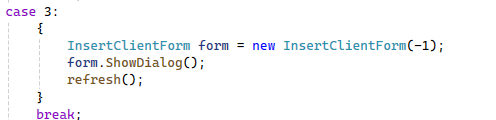 case 3:
{
InsertClientForm form = new InsertClientForm(-1);
form.ShowDialog();
refresh();
}
break;